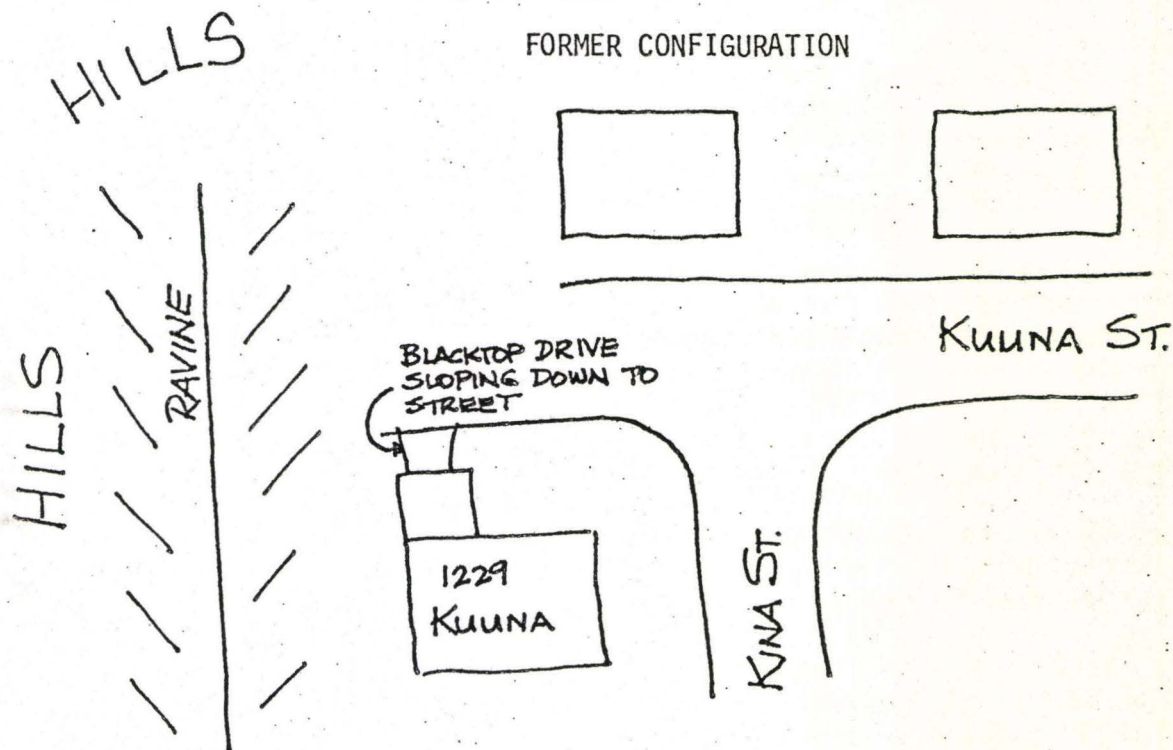 FORMER CONFIGURATION
HILLS
HILLS
RAVINE
BLACKTOP DRIVE
SLOPING DOWN TO
STREET
KUUNA ST.
1229
KUUNA
KINA ST.